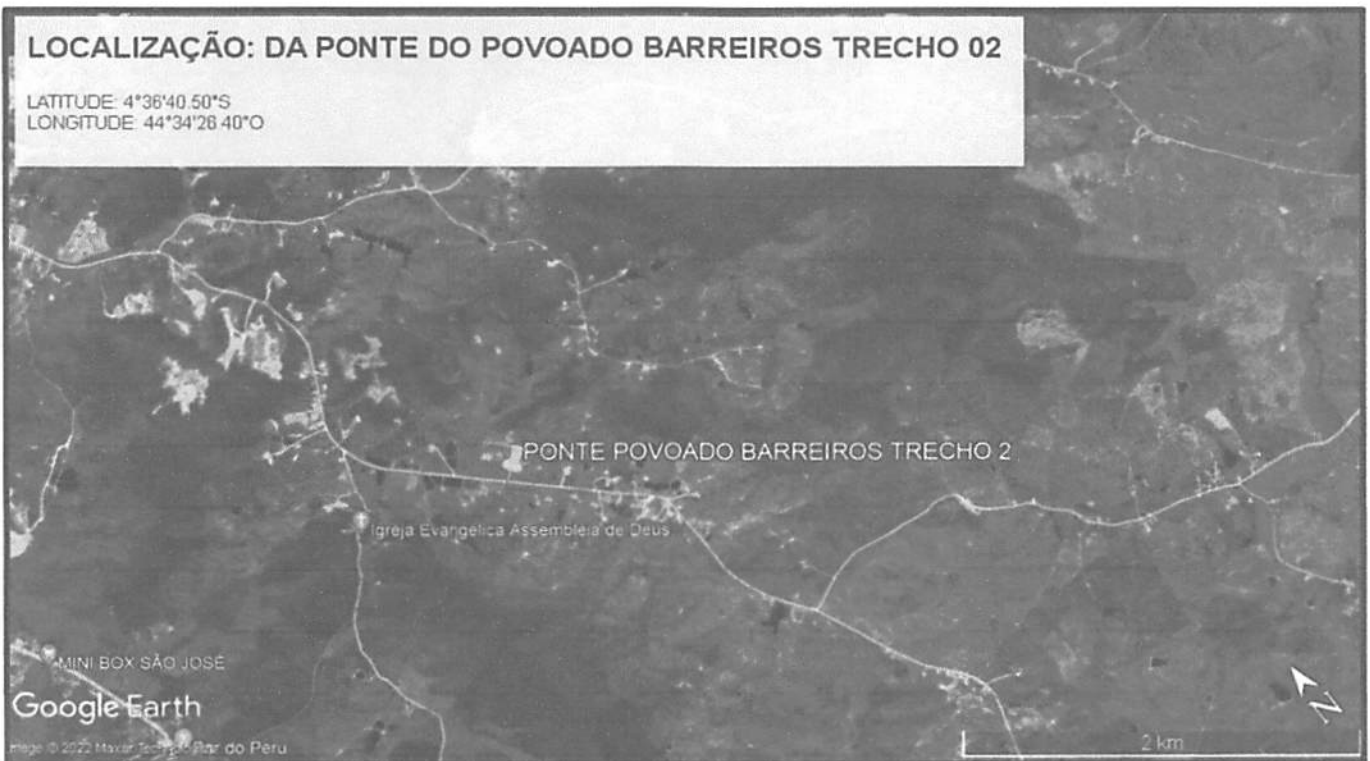 LOCALIZAÇÃO: DA PONTE DO POVOADO BARREIROS TRECHO 02
LATITUDE: 4°36'40.50"S
LONGITUDE: 44°34'26 40"O
PONTE POVOADO BARREIROS TRECHO 2
Igreja Evangélica Assembleia de Deus
MINI BOX SÃO JOSÉ
Google Earth
Image © 2022 Maxar
Bar do Peru
N
2 km